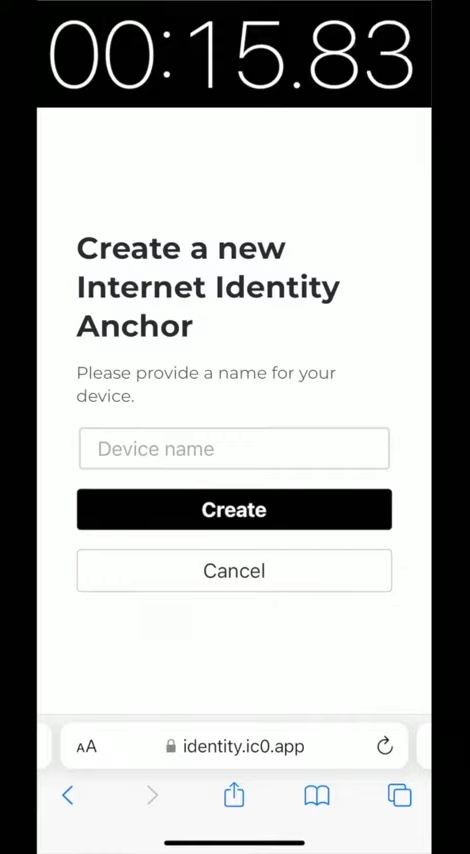 00:15.83
Create a new
Internet Identity
Anchor
Please provide a name for your
device.
Device name
Create
Cancel
AA
identity.ic0.app